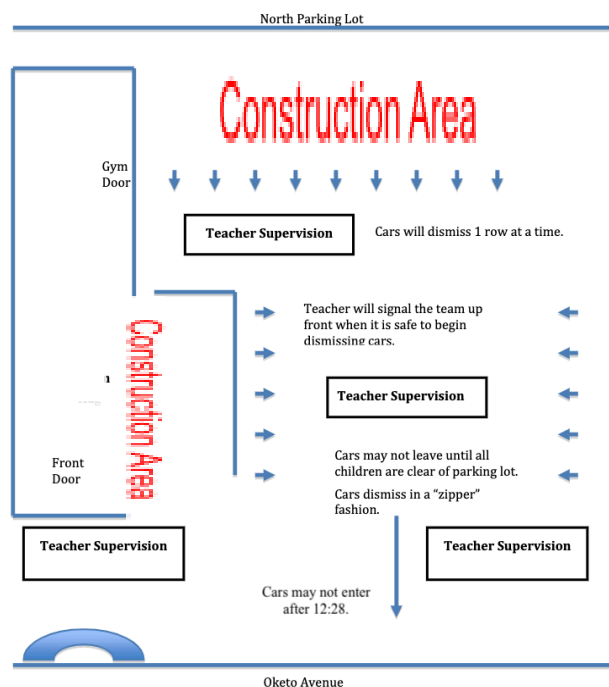 North Parking Lot
Construction Area
Gym
Door
Teacher Supervision
Cars will dismiss 1 row at a time.
Teacher will signal the team up
front when it is safe to begin
dismissing cars.
Construction Area
Teacher Supervision
Front
Door
Cars may not leave until all
children are clear of parking lot.
Cars dismiss in a “zipper”
fashion.
Teacher Supervision
Teacher Supervision
Cars may not enter
after 12:28.
Oketo Avenue